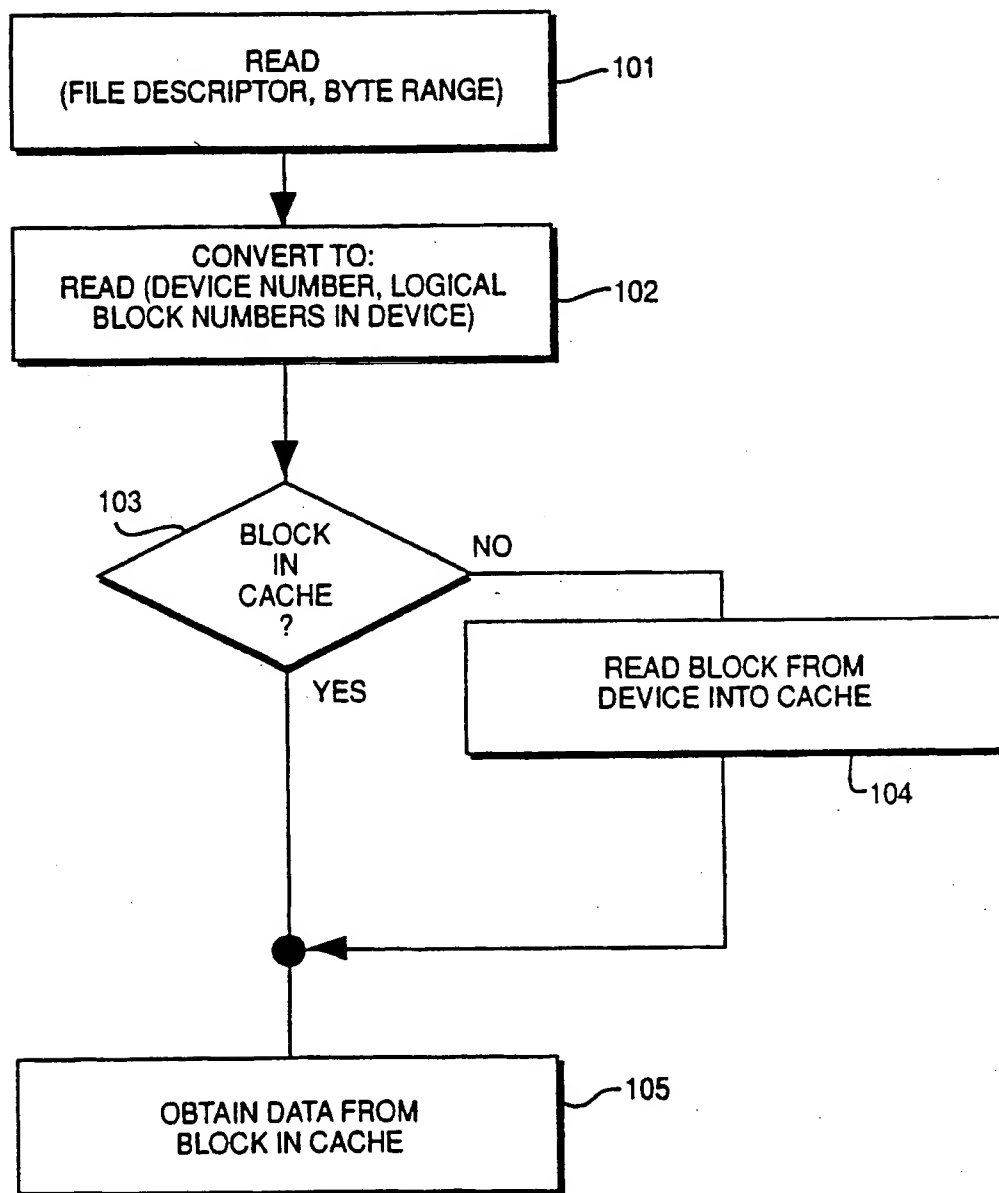 READ
(FILE DESCRIPTOR, BYTE RANGE)
101
CONVERT TO:
READ (DEVICE NUMBER, LOGICAL
BLOCK NUMBERS IN DEVICE)
102
103
BLOCK
IN
CACHE
?
NO
YES
READ BLOCK FROM
DEVICE INTO CACHE
104
OBTAIN DATA FROM
BLOCK IN CACHE
105